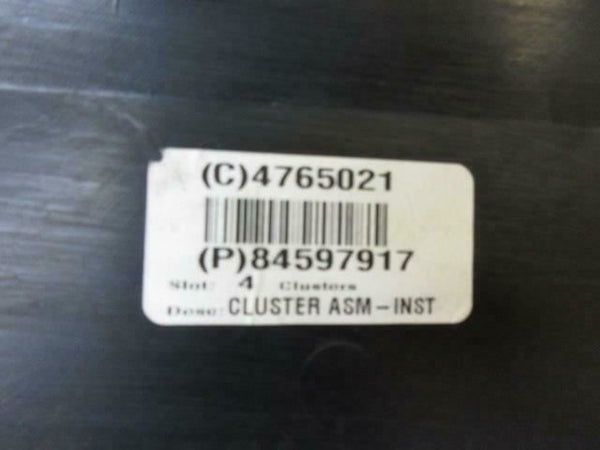 (C)4765021
(P)84597917
Slot: 4 Clusters
Desc: CLUSTER ASM-INST